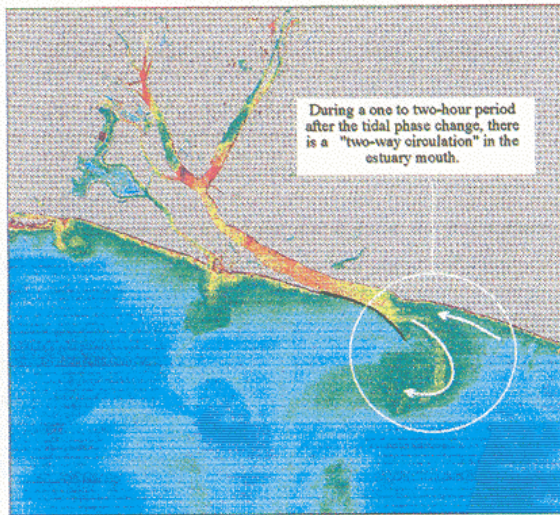 During a one to two-hour period
after the tidal phase change, there
is a "two-way circulation" in the
estuary mouth.